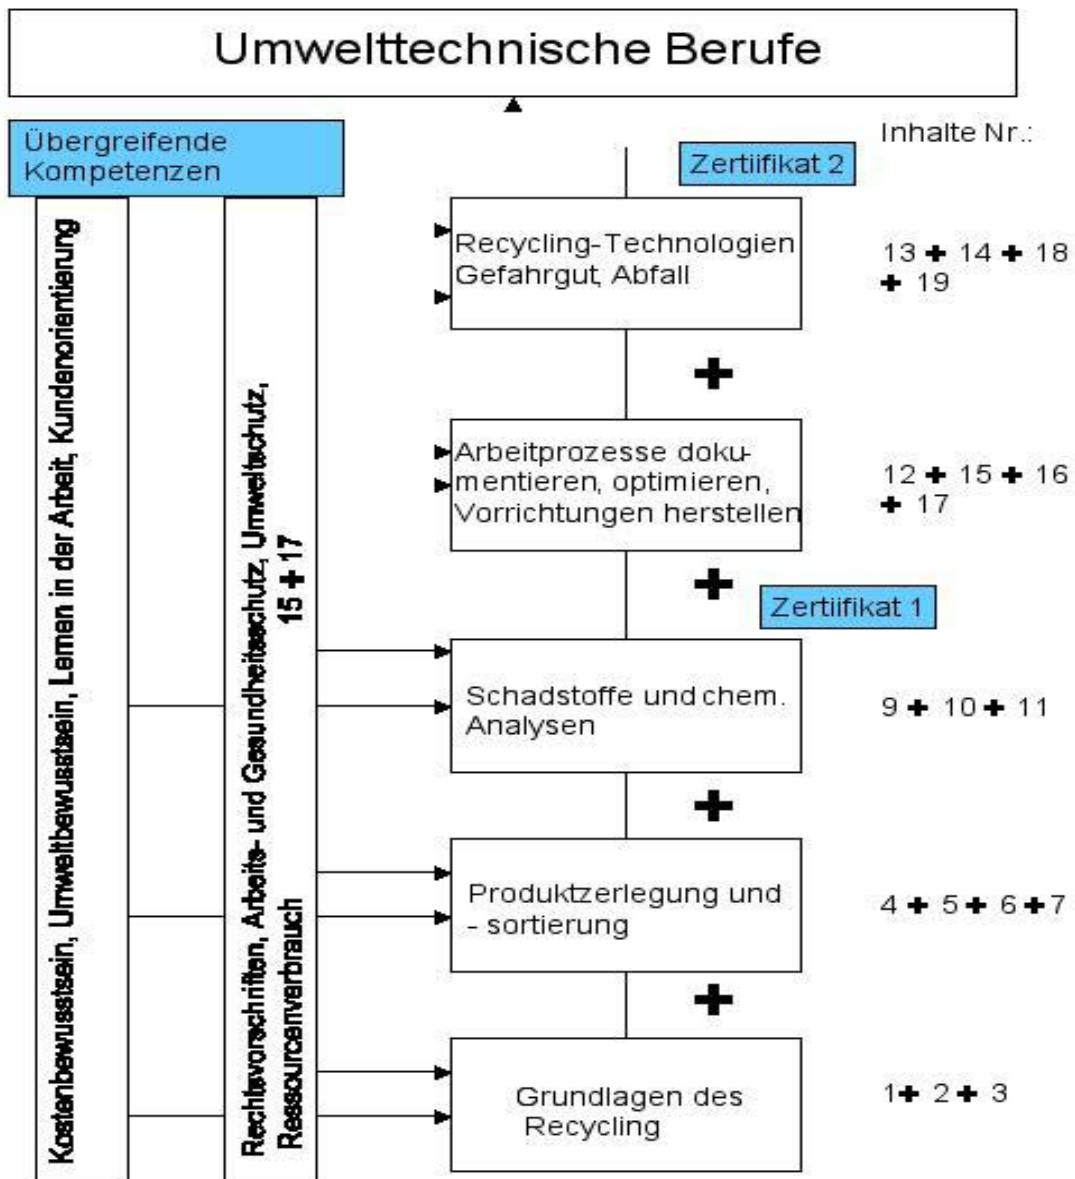 Umwelttechnische Berufe
Übergreifende
Kompetenzen
Inhalte Nr.:
Zertiifikat 2
Recycling-Technologien
Gefahrgut, Abfall
13 + 14 + 18
+ 19
+
Arbeitprozesse doku-
mentieren, optimieren,
Vorrichtungen herstellen
12 + 15 + 16
+ 17
+
Zertiifikat 1
Schadstoffe und chem.
Analysen
9 + 10 + 11
+
Produktzerlegung und
- sortierung
4 + 5 + 6 + 7
+
Grundlagen des
Recycling
1 + 2 + 3
Kostenbewusstsein, Umweltbewusstsein, Lernen in der Arbeit, Kundenorientierung
Rechtsvorschriften, Arbeits- und Gesundheitsschutz, Umweltschutz,
Ressourcenverbrauch 15 + 17